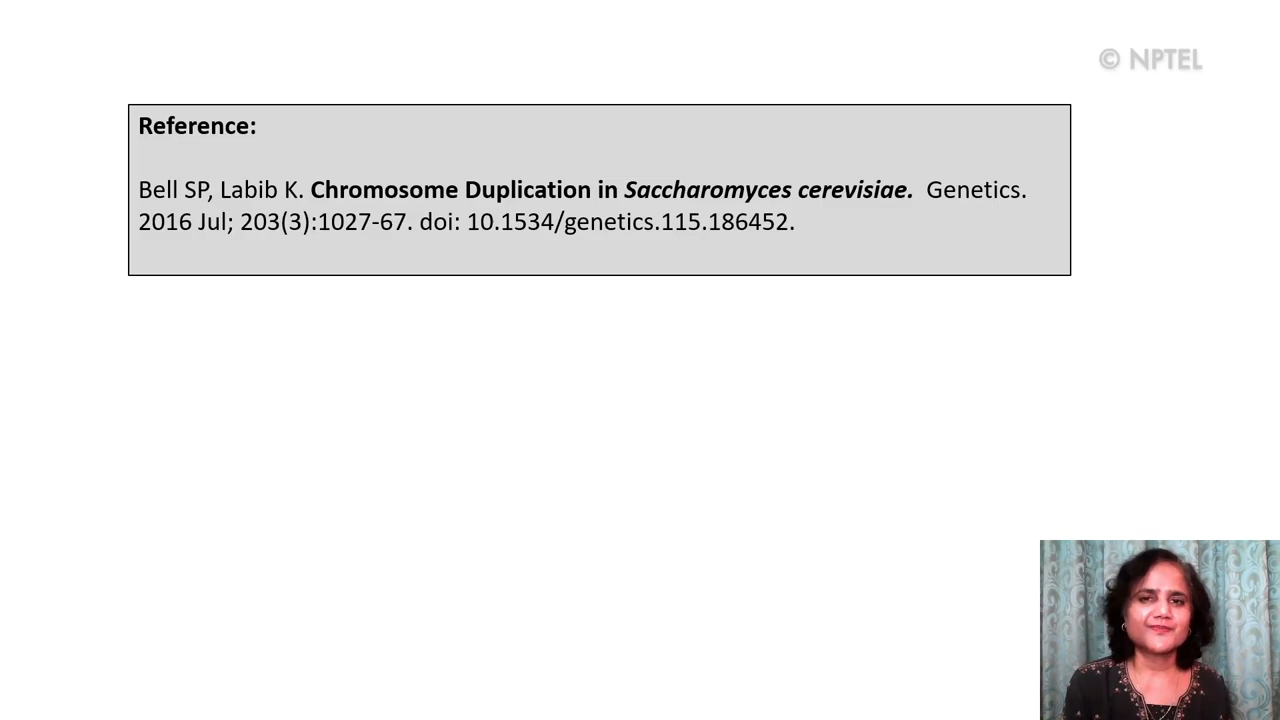 © NPTEL
Reference:
Bell SP, Labib K. Chromosome Duplication in Saccharomyces cerevisiae. Genetics.
2016 Jul; 203(3):1027-67. doi: 10.1534/genetics.115.186452.